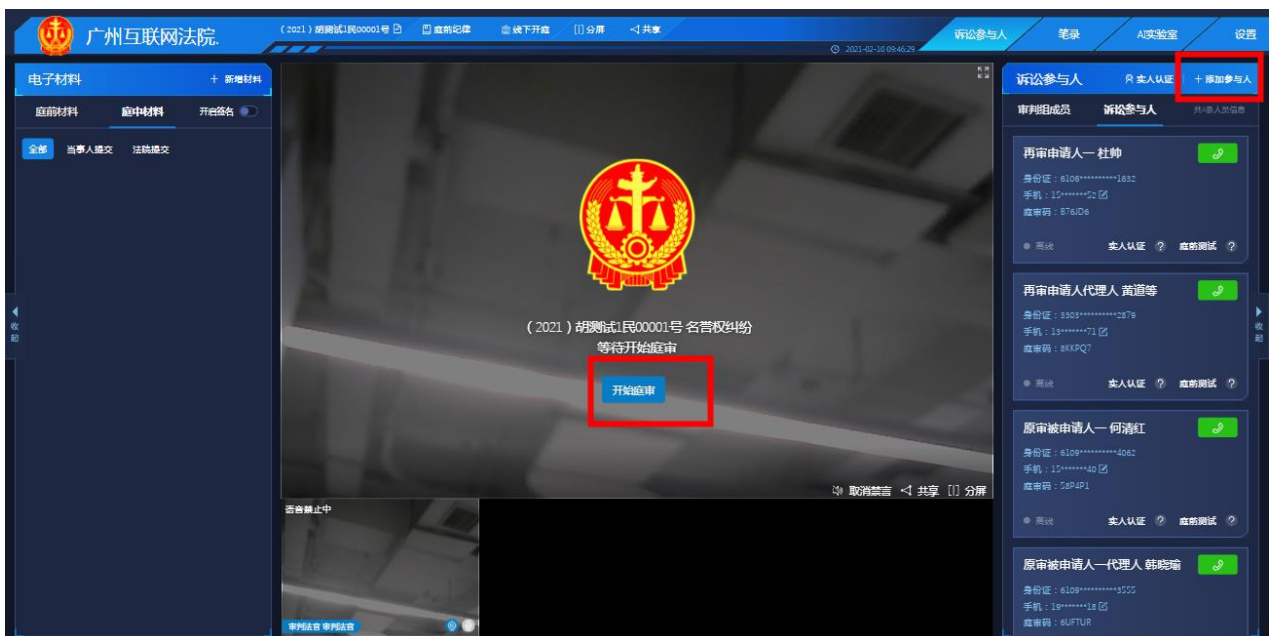 广州互联网法院
(2021)胡测试1民00001号
庭前纪律
线下开庭
分屏
共享
2021-02-10 09:46:29
诉讼参与人
笔录
AI实验室
设置
电子材料
+ 新增材料
庭前材料
庭中材料
开启签名
全部
当事人提交
法院提交
收起
(2021)胡测试1民00001号 名誉权纠纷
等待开始庭审
开始庭审
取消禁言
共享
分屏
语音禁止中
审判法官 审判法官
诉讼参与人
实人认证
+ 添加参与人
审判组成员
诉讼参与人
再审申请人一 杜帅
身份证:6106**********1632
手机:15*******52
庭审码:B76JD6
离线
实人认证 ?
庭前测试 ?
再审申请人代理人 黄道等
身份证:3303**********2879
手机:13*******71
庭审码:8KKPQ7
离线
实人认证 ?
庭前测试 ?
原审被申请人一 何清红
身份证:6109**********4062
手机:15*******40
庭审码:S8P4P1
离线
实人认证 ?
庭前测试 ?
原审被申请人一代理人 韩晓瑜
身份证:6109**********3555
手机:19*******18
庭审码:6UFTUR
收起